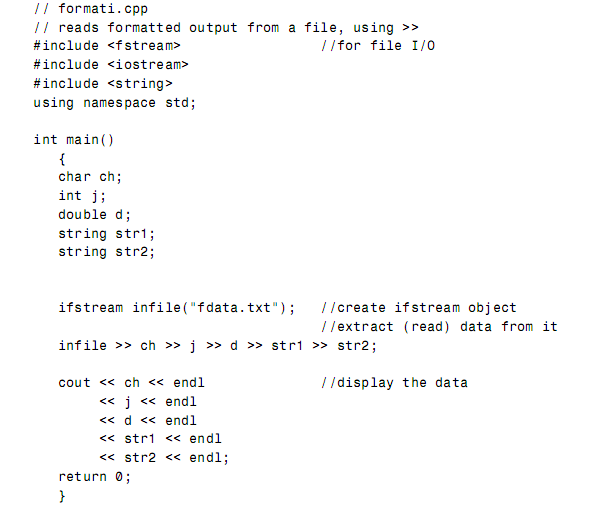 // formati.cpp
// reads formatted output from a file, using >>
#include <fstream>                 //for file I/O
#include <iostream>
#include <string>
using namespace std;

int main()
   {
   char ch;
   int j;
   double d;
   string str1;
   string str2;

   ifstream infile("fdata.txt");   //create ifstream object
                                   //extract (read) data from it
   infile >> ch >> j >> d >> str1 >> str2;

   cout << ch << endl              //display the data
        << j << endl
        << d << endl
        << str1 << endl
        << str2 << endl;
   return 0;
   }